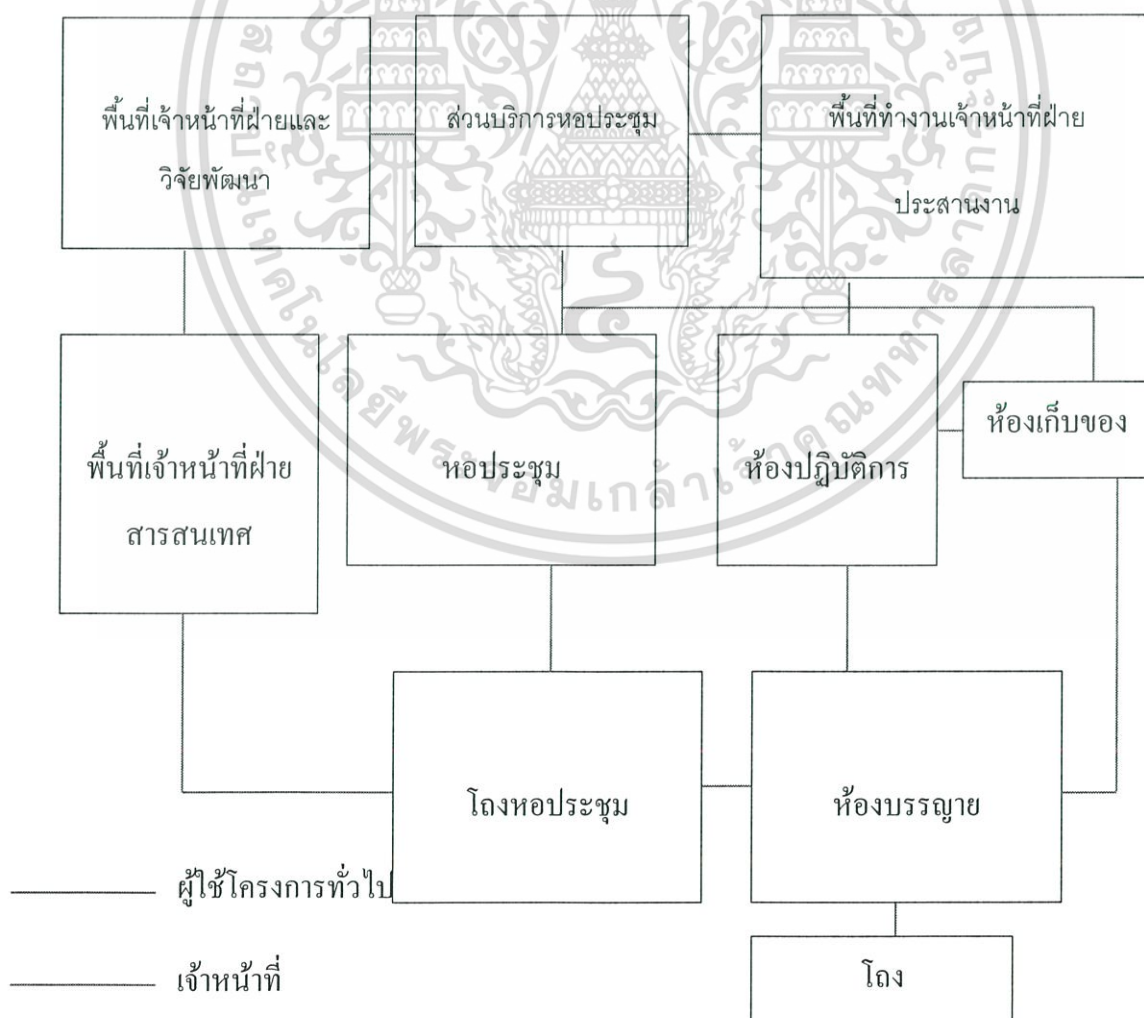 พื้นที่เจ้าหน้าที่ฝ่ายและ
วิจัยพัฒนา
ส่วนบริการหอประชุม
พื้นที่ทำงานเจ้าหน้าที่ฝ่าย
ประสานงาน
พื้นที่เจ้าหน้าที่ฝ่าย
สารสนเทศ
หอประชุม
ห้องปฏิบัติการ
ห้องเก็บของ
โถงหอประชุม
ห้องบรรญาย
ผู้ใช้โครงการทั่วไป
เจ้าหน้าที่
โถง